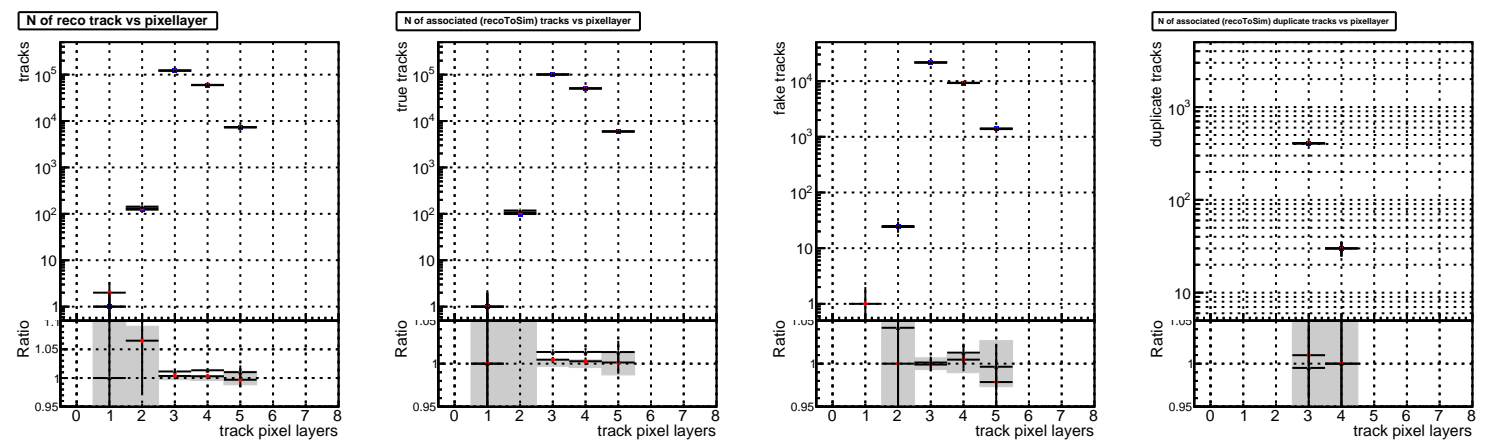 N of reco track vs pixellayer
tracks
10^5
10^4
10^3
10^2
10
1
Ratio
1.1
1.05
1
0.95
0 1 2 3 4 5 6 7 8
track pixel layers
N of associated (recoToSim) tracks vs pixellayer
true tracks
10^5
10^4
10^3
10^2
10
1
Ratio
1.05
1
0.95
0 1 2 3 4 5 6 7 8
track pixel layers
fake tracks
10^4
10^3
10^2
10
1
Ratio
1.05
1
0.95
0 1 2 3 4 5 6 7 8
track pixel layers
N of associated (recoToSim) duplicate tracks vs pixellayer
duplicate tracks
10^3
10^2
10
Ratio
1.05
1
0.95
0 1 2 3 4 5 6 7 8
track pixel layers